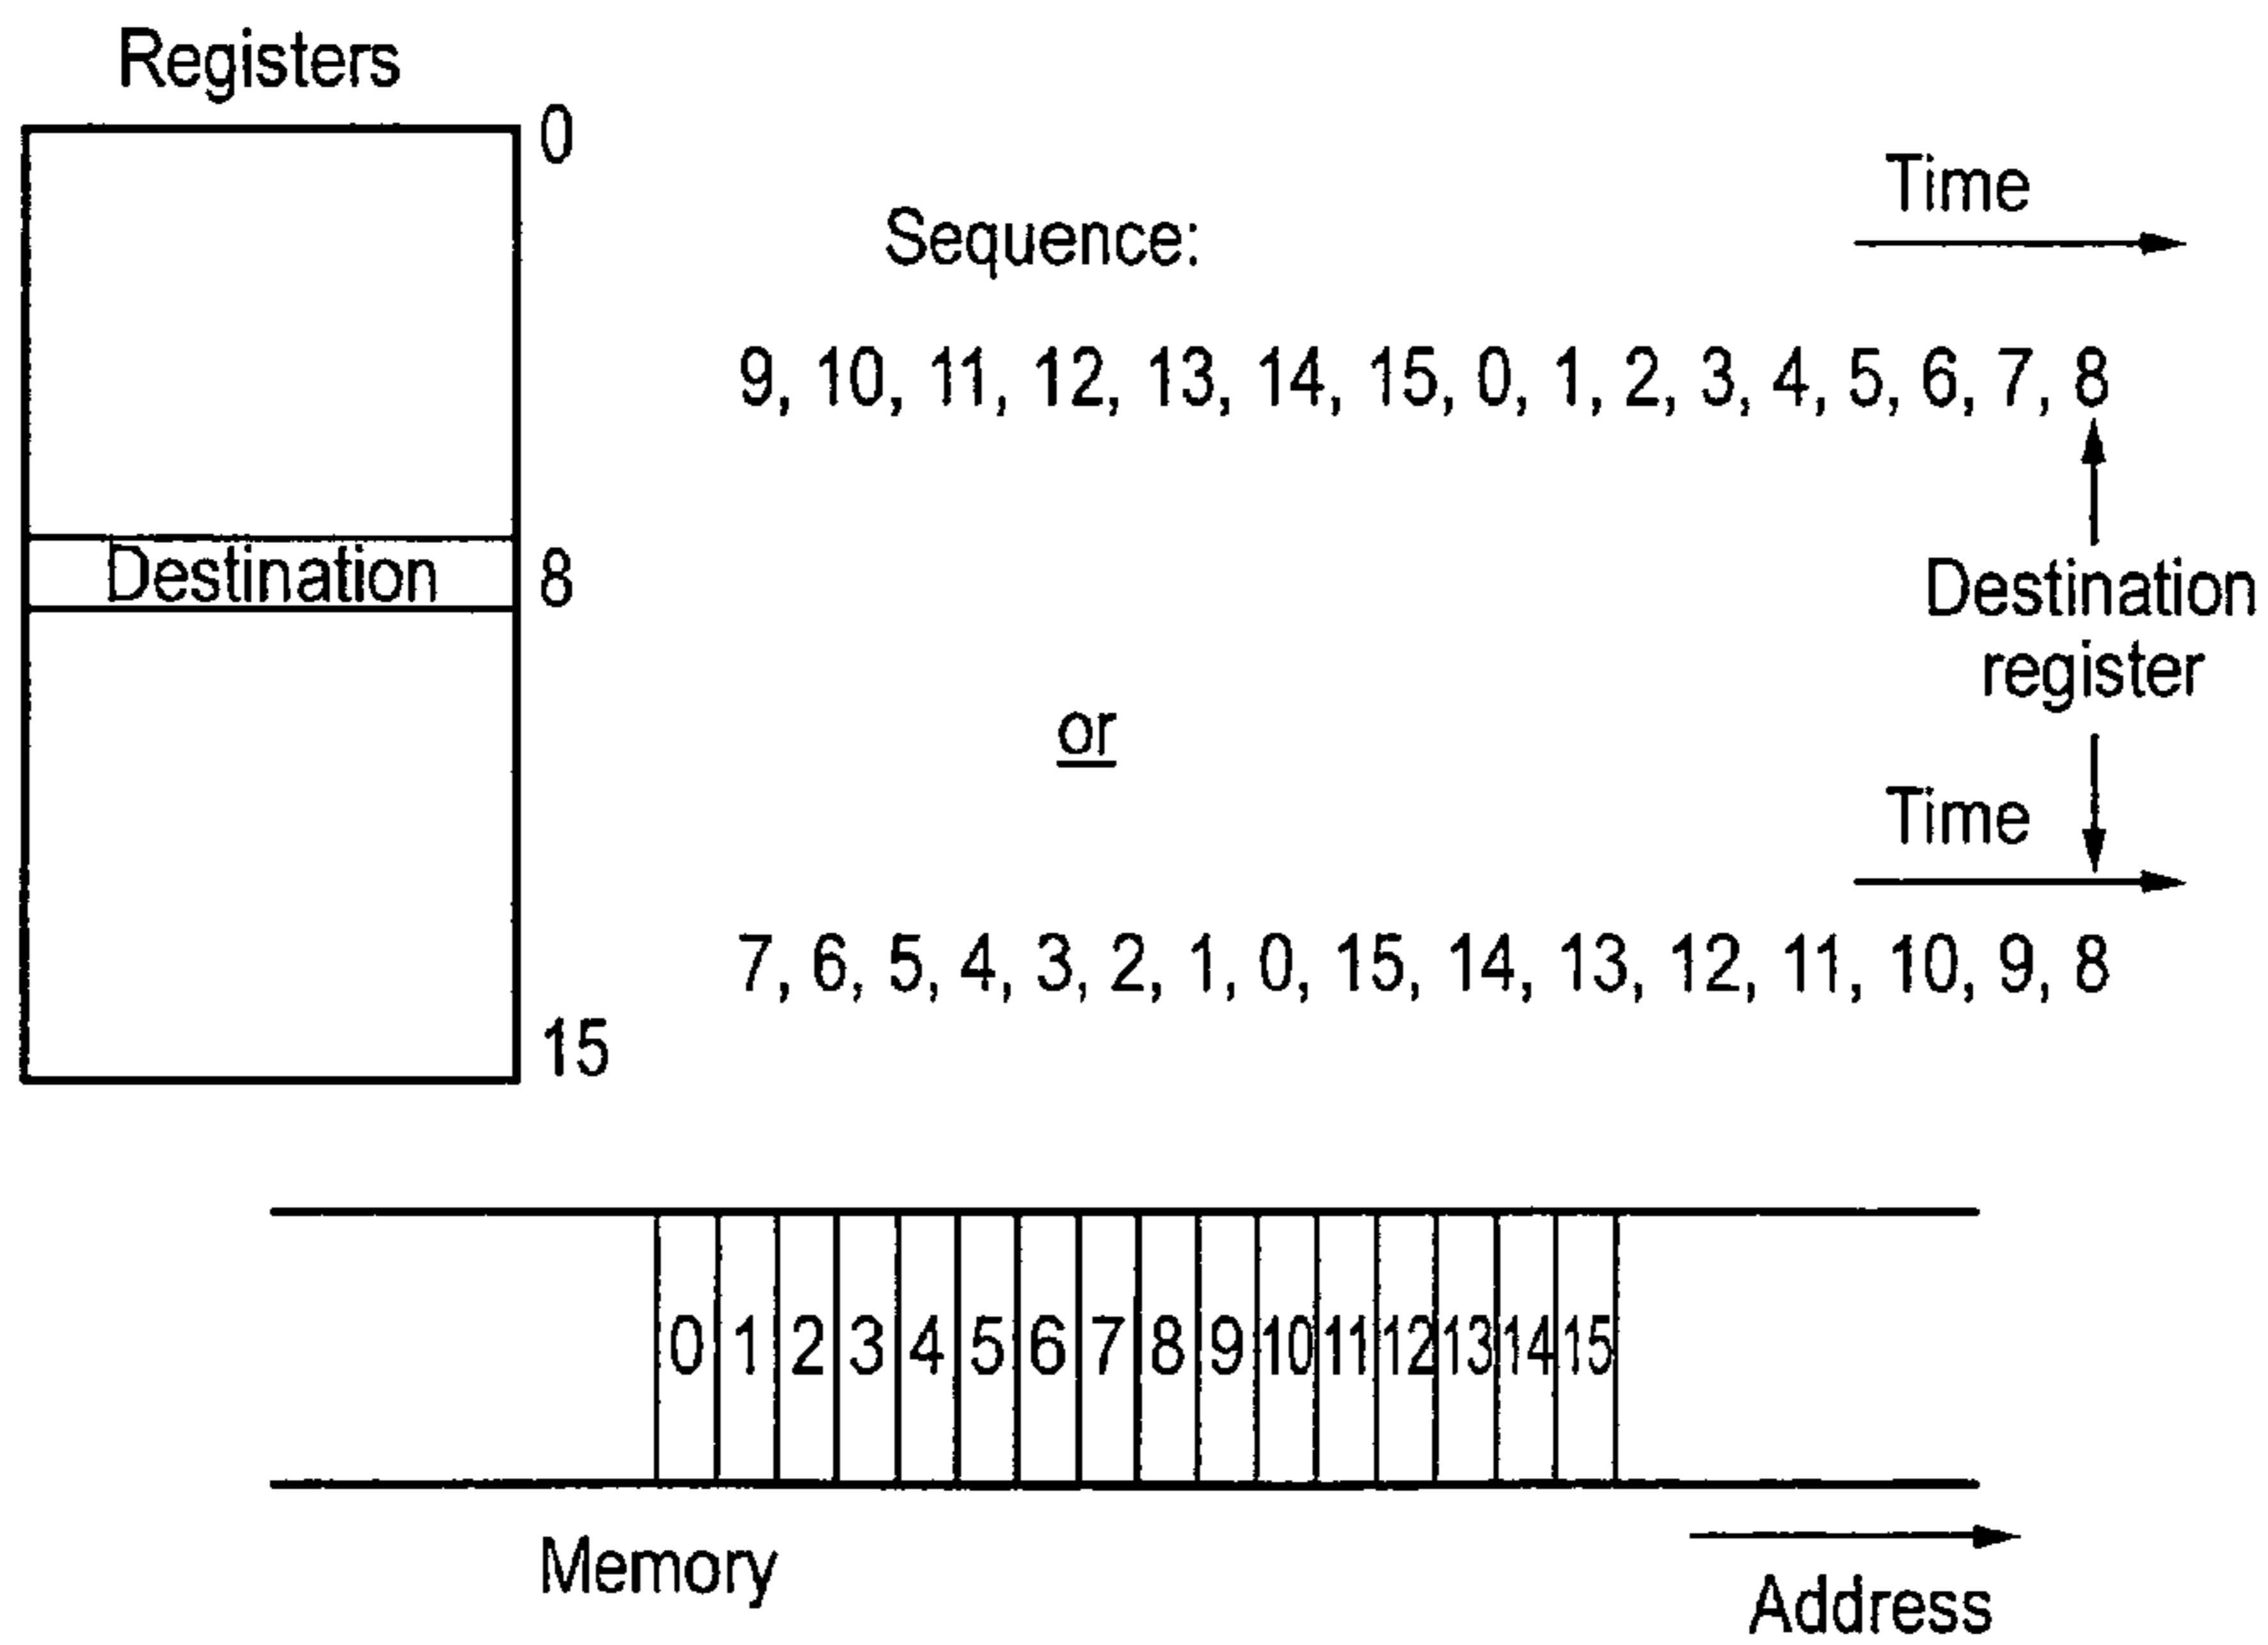 Registers
0
Time
Sequence:
9, 10, 11, 12, 13, 14, 15, 0, 1, 2, 3, 4, 5, 6, 7, 8
Destination
8
Destination
register
or
Time
7, 6, 5, 4, 3, 2, 1, 0, 15, 14, 13, 12, 11, 10, 9, 8
15
0 1 2 3 4 5 6 7 8 9 10 11 12 13 14 15
Memory
Address